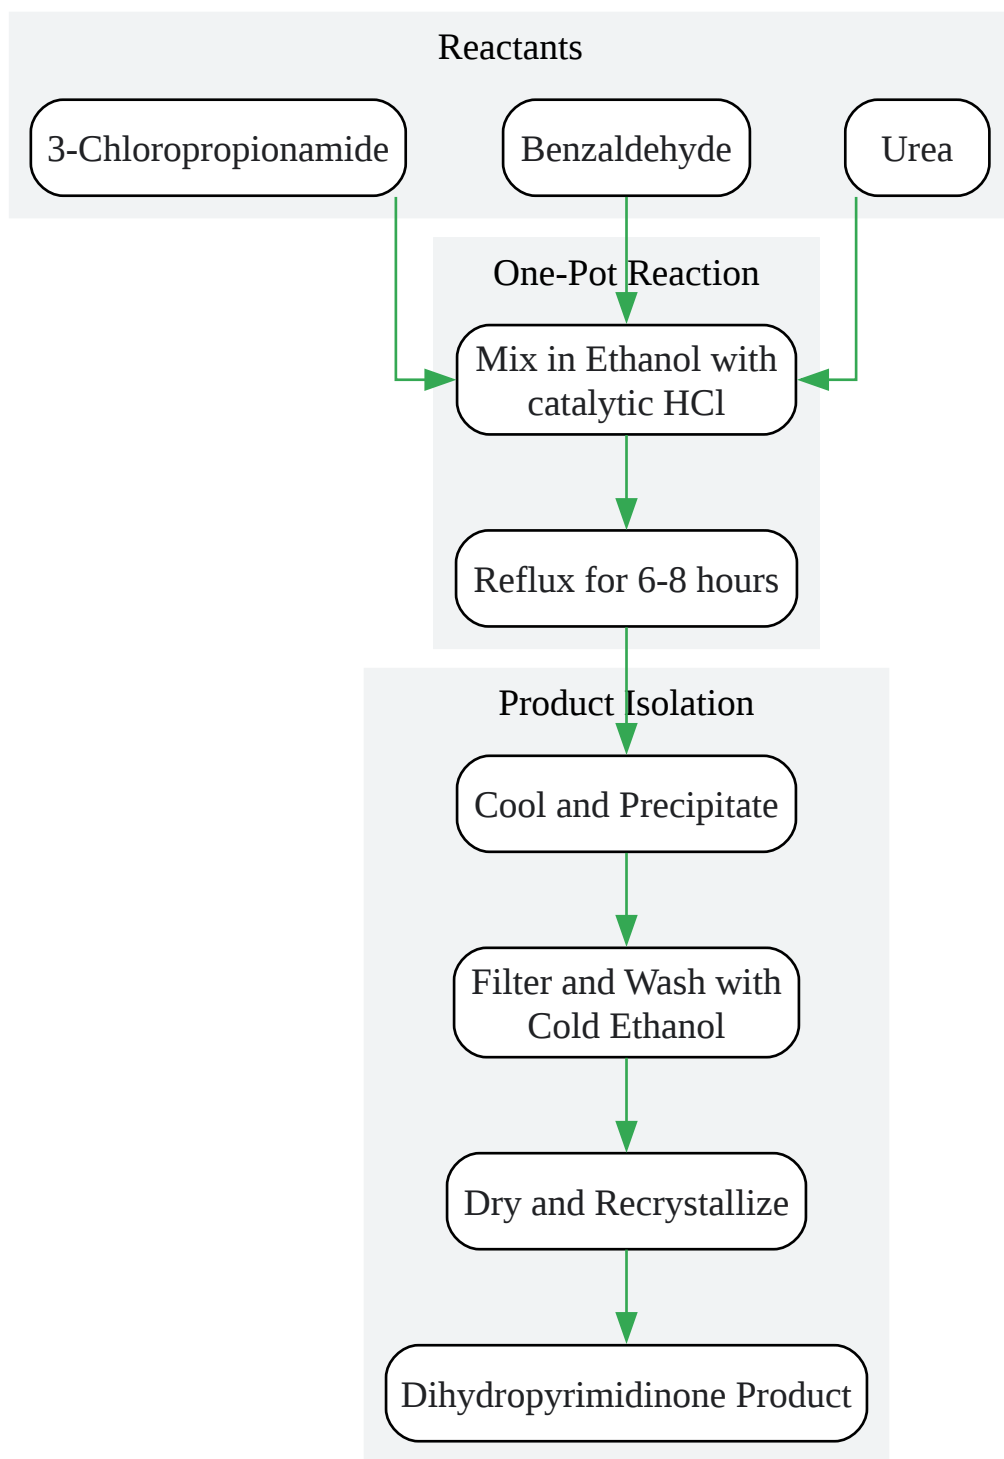 Reactants
3-Chloropropionamide
Benzaldehyde
Urea
One-Pot Reaction
Mix in Ethanol with
catalytic HCl
Reflux for 6-8 hours
Product Isolation
Cool and Precipitate
Filter and Wash with
Cold Ethanol
Dry and Recrystallize
Dihydropyrimidinone Product